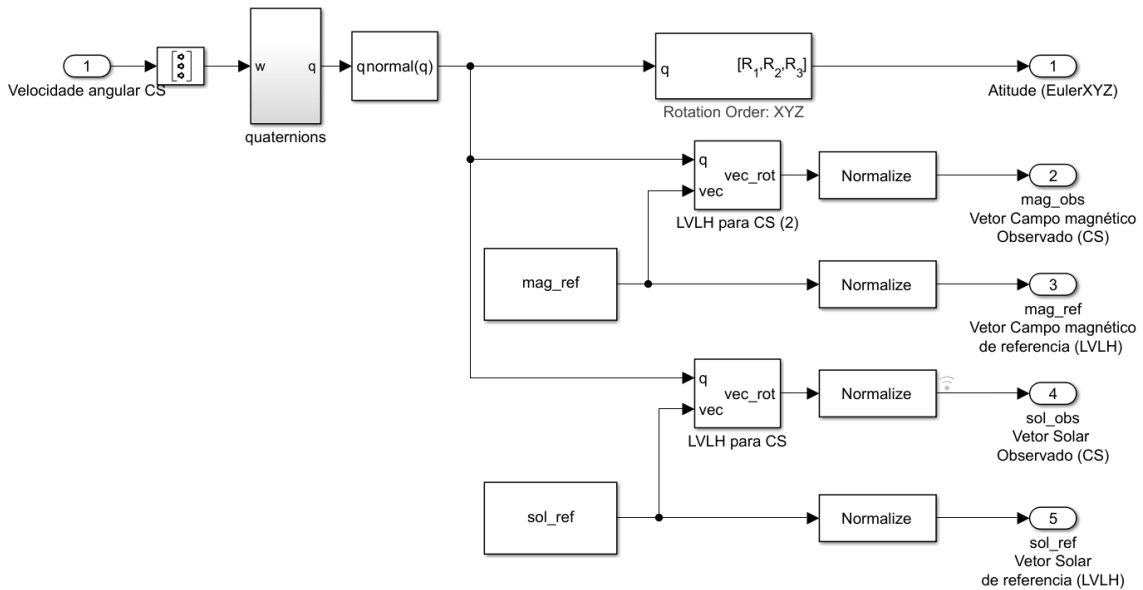 1
Velocidade angular CS
w
q
quaternions
qnormal(q)
q
[R1,R2,R3]
Rotation Order: XYZ
1
Atitude (EulerXYZ)
q
vec
vec_rot
LVLH para CS (2)
Normalize
2
mag_obs
Vetor Campo magnético
Observado (CS)
mag_ref
Normalize
3
mag_ref
Vetor Campo magnético
de referencia (LVLH)
q
vec
vec_rot
LVLH para CS
Normalize
4
sol_obs
Vetor Solar
Observado (CS)
sol_ref
Normalize
5
sol_ref
Vetor Solar
de referencia (LVLH)